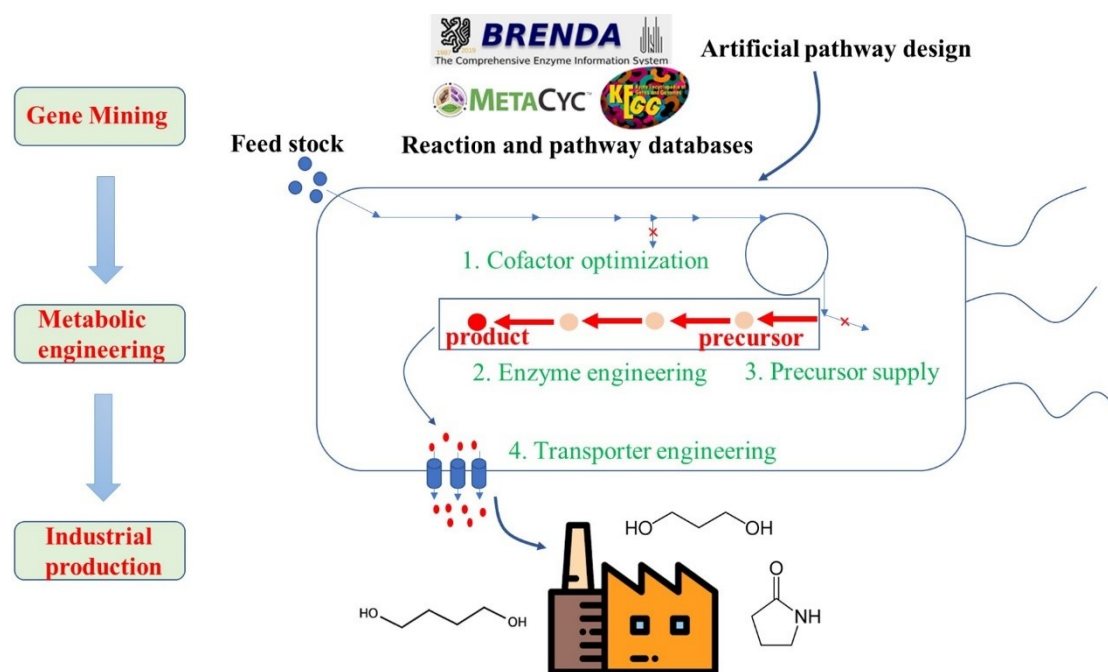 BRENDA
The Comprehensive Enzyme Information System
METACYC
KEGG
Reaction and pathway databases
Artificial pathway design
Gene Mining
Feed stock
1. Cofactor optimization
Metabolic
engineering
product
precursor
2. Enzyme engineering
3. Precursor supply
4. Transporter engineering
Industrial
production
HO
OH
HO
OH
O
NH